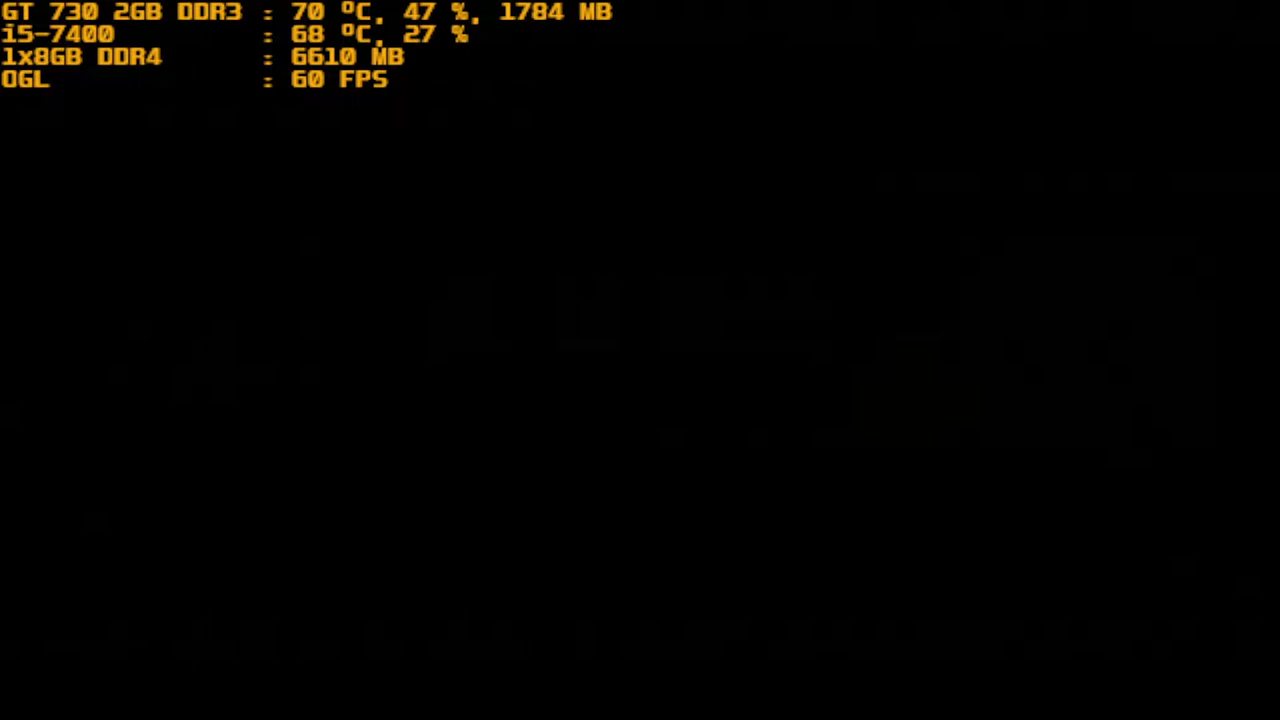 GT 730 2GB DDR3 : 70 ºC, 47 %, 1784 MB
i5-7400 : 68 ºC, 27 %
1x8GB DDR4 : 6610 MB
OGL : 60 FPS